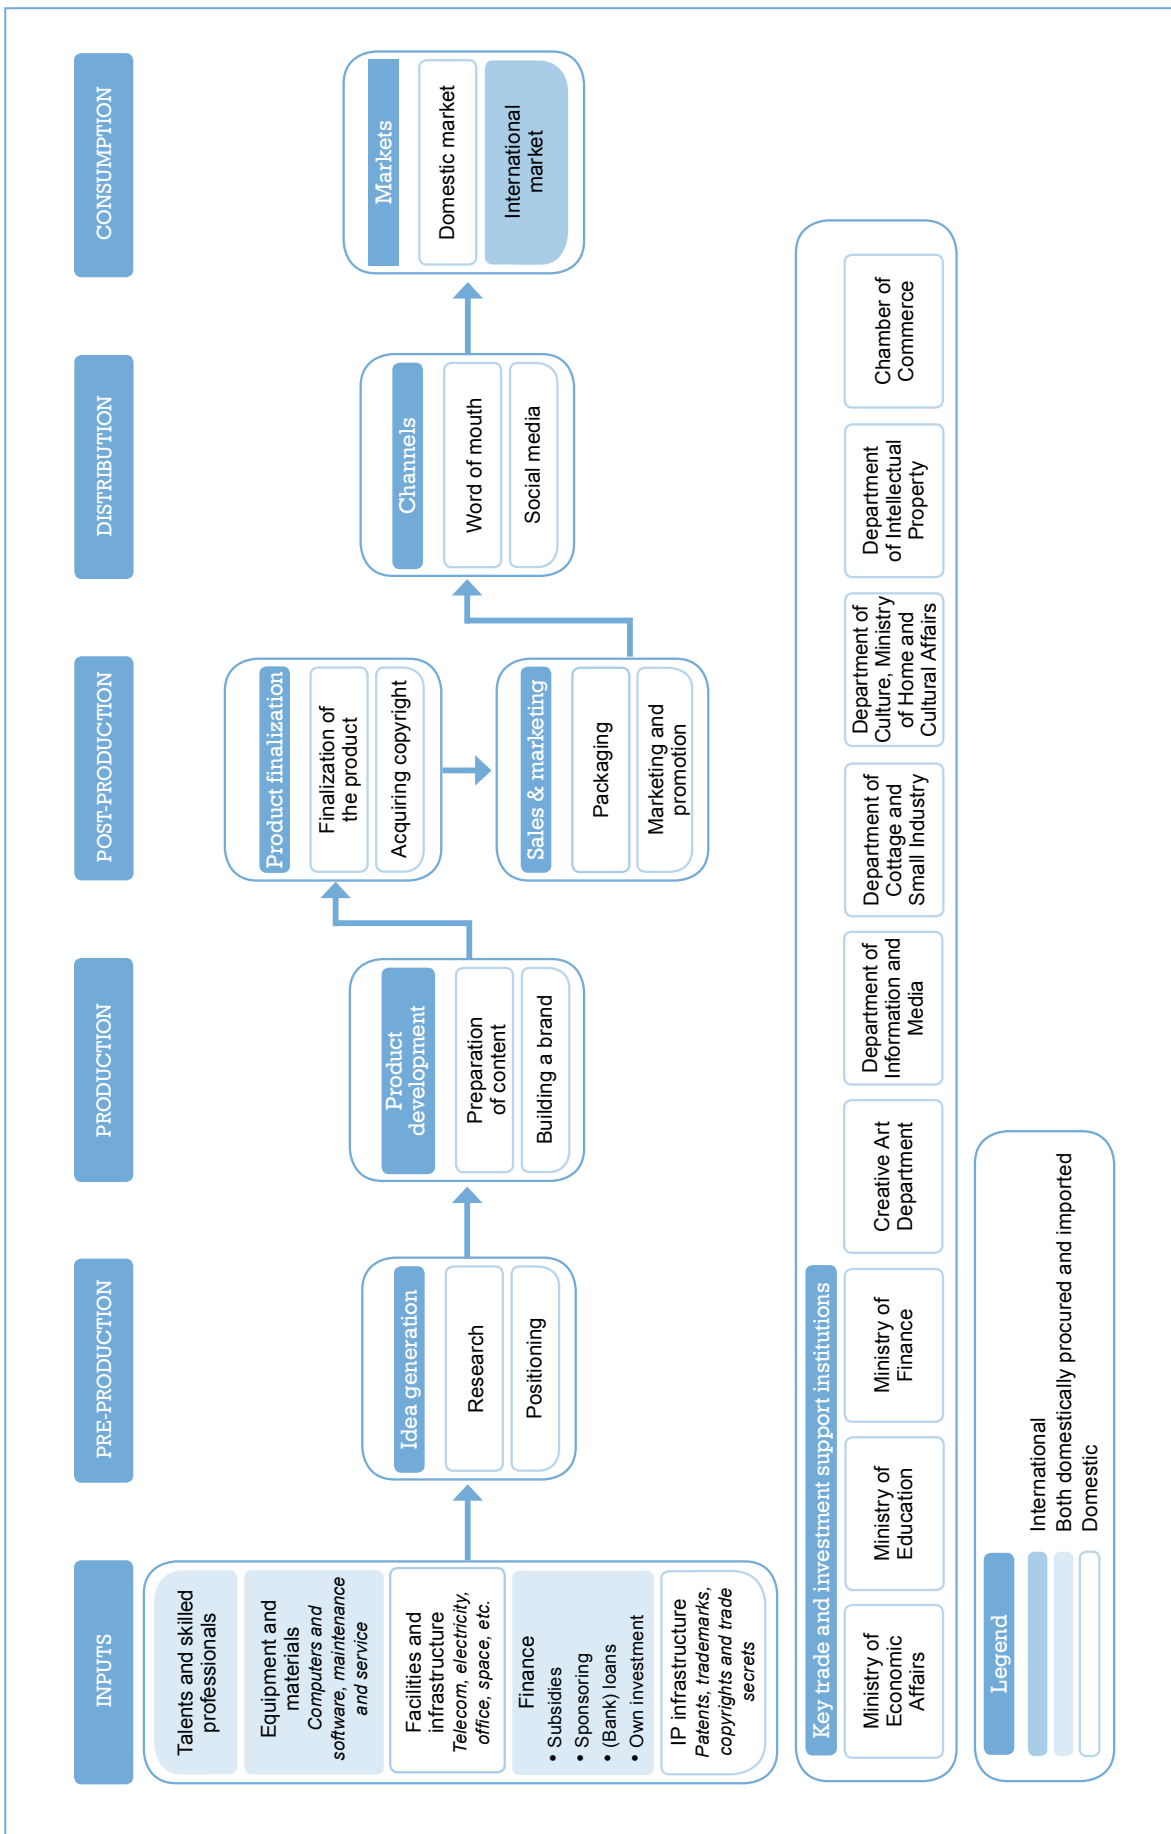 INPUTS
PRE-PRODUCTION
PRODUCTION
POST-PRODUCTION
DISTRIBUTION
CONSUMPTION
Talents and skilled
professionals
Equipment and
materials
Computers and
software, maintenance
and service
Facilities and
infrastructure
Telecom, electricity,
office, space, etc.
Finance
• Subsidies
• Sponsoring
• (Bank) loans
• Own investment
IP infrastructure
Patents, trademarks,
copyrights and trade
secrets
Idea generation
Research
Positioning
Product
development
Preparation
of content
Building a brand
Product finalization
Finalization of
the product
Acquiring copyright
Sales & marketing
Packaging
Marketing and
promotion
Channels
Word of mouth
Social media
Markets
Domestic market
International
market
Key trade and investment support institutions
Ministry of
Economic
Affairs
Ministry of
Education
Ministry of
Finance
Creative Art
Department
Department of
Information and
Media
Department of
Cottage and
Small Industry
Department of
Culture, Ministry
of Home and
Cultural Affairs
Department
of Intellectual
Property
Chamber of
Commerce
Legend
International
Both domestically procured and imported
Domestic